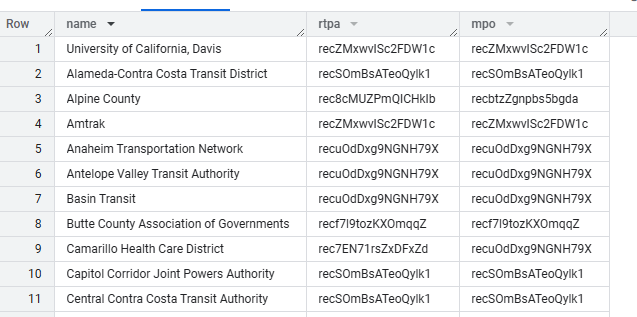 Row name rtpa mpo
1 University of California, Davis recZMxwvISc2FDW1c recZMxwvISc2FDW1c
2 Alameda-Contra Costa Transit District recSOmBsATeoQylk1 recSOmBsATeoQylk1
3 Alpine County rec8cMUZPmQICHklb recbtzZgnpbs5bgda
4 Amtrak recZMxwvISc2FDW1c recZMxwvISc2FDW1c
5 Anaheim Transportation Network recuOdDxg9NGNH79X recuOdDxg9NGNH79X
6 Antelope Valley Transit Authority recuOdDxg9NGNH79X recuOdDxg9NGNH79X
7 Basin Transit recuOdDxg9NGNH79X recuOdDxg9NGNH79X
8 Butte County Association of Governments recf7I9tozKXOmqqZ recf7I9tozKXOmqqZ
9 Camarillo Health Care District rec7EN71rsZxDFxZd recuOdDxg9NGNH79X
10 Capitol Corridor Joint Powers Authority recSOmBsATeoQylk1 recSOmBsATeoQylk1
11 Central Contra Costa Transit Authority recSOmBsATeoQylk1 recSOmBsATeoQylk1